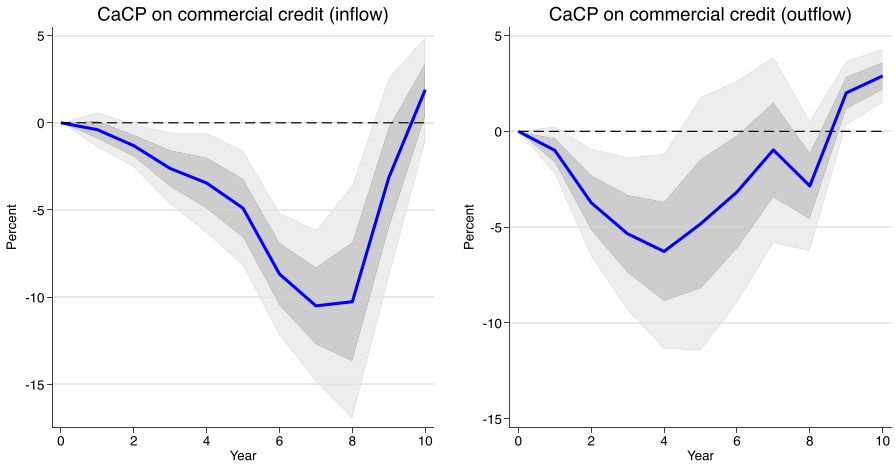 CaCP on commercial credit (inflow)
5
0
-5
-10
-15
Percent
0 2 4 6 8 10
Year
CaCP on commercial credit (outflow)
5
0
-5
-10
-15
Percent
0 2 4 6 8 10
Year